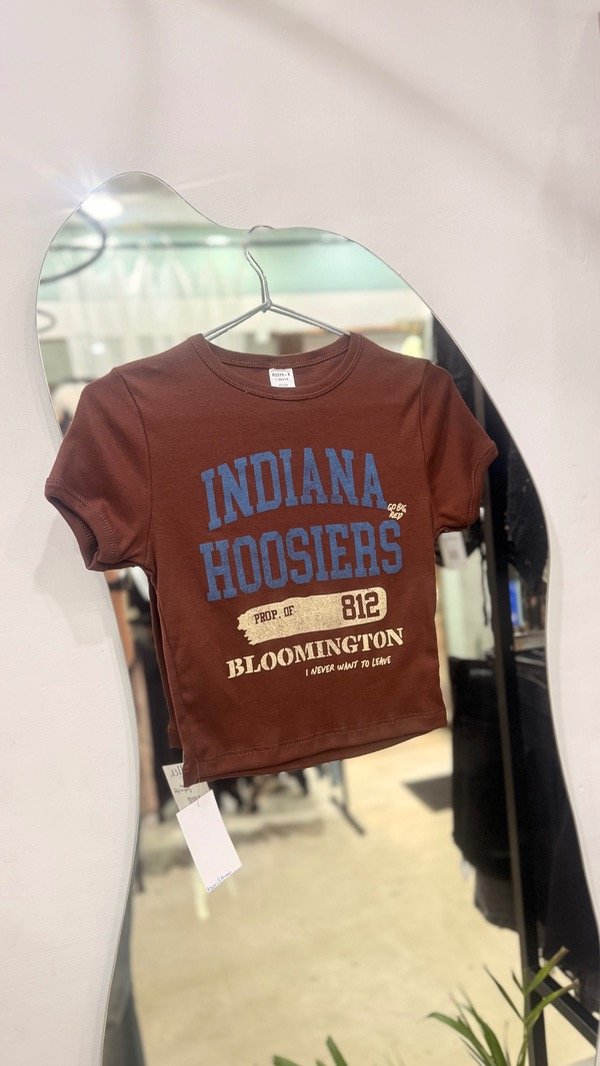 INDIANA
GO BIG
RED
HOOSIERS
PROP. OF 812
BLOOMINGTON
I NEVER WANT TO LEAVE